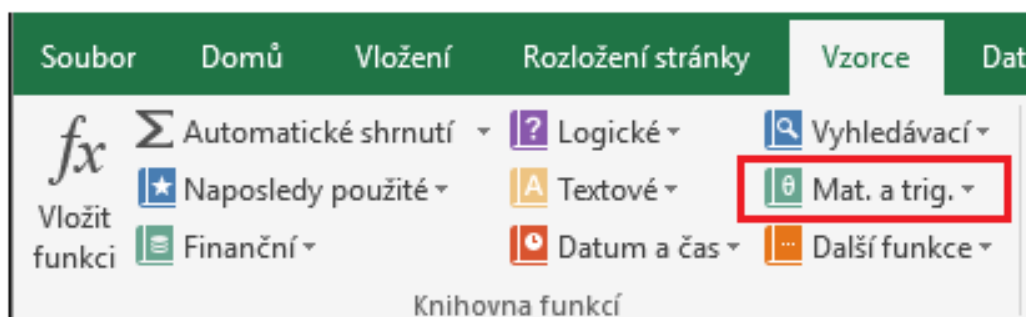 Soubor Domů Vložení Rozložení stránky Vzorce Dat
fx Σ Automatické shrnutí ? Logické Vyhledávací
Naposledy použité A Textové θ Mat. a trig.
Vložit
funkci Finanční Datum a čas ... Další funkce
Knihovna funkcí